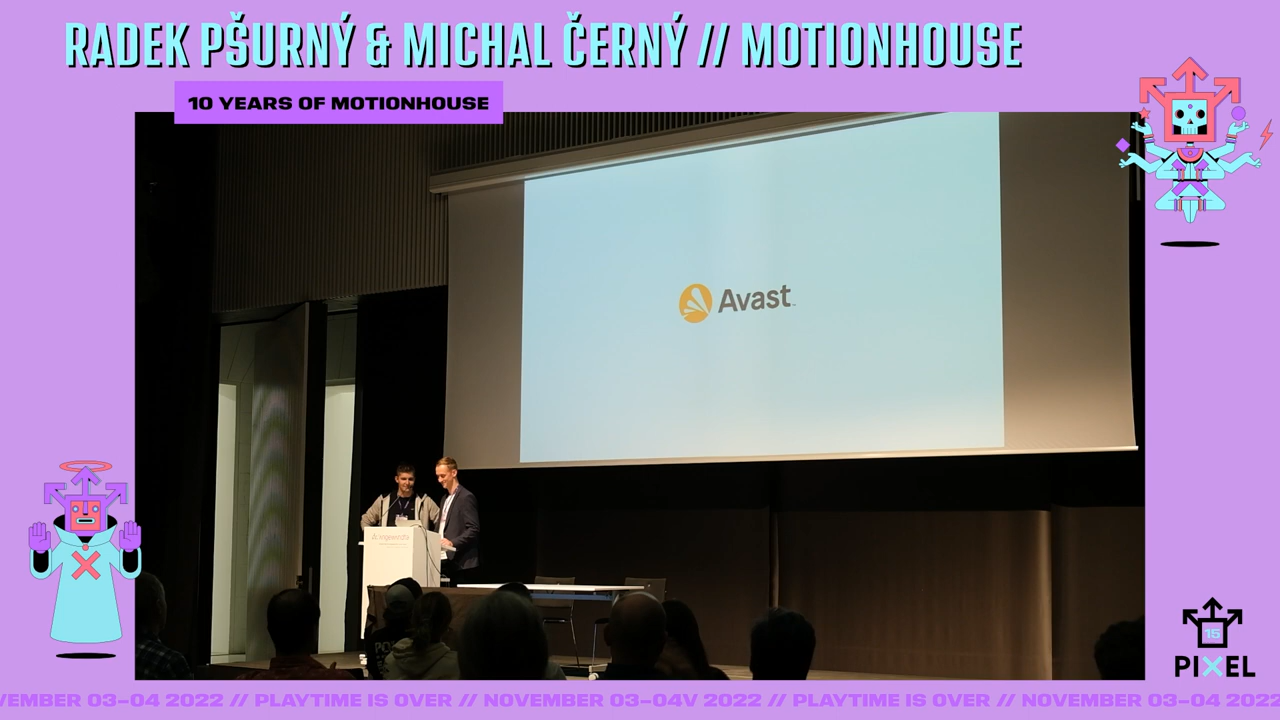 RADEK PŠURNÝ & MICHAL ČERNÝ // MOTIONHOUSE
10 YEARS OF MOTIONHOUSE
Avast
15
PIXEL
VEMBER 03-04 2022 // PLAYTIME IS OVER // NOVEMBER 03-04V 2022 // PLAYTIME IS OVER // NOVEMBER 03-04 2022